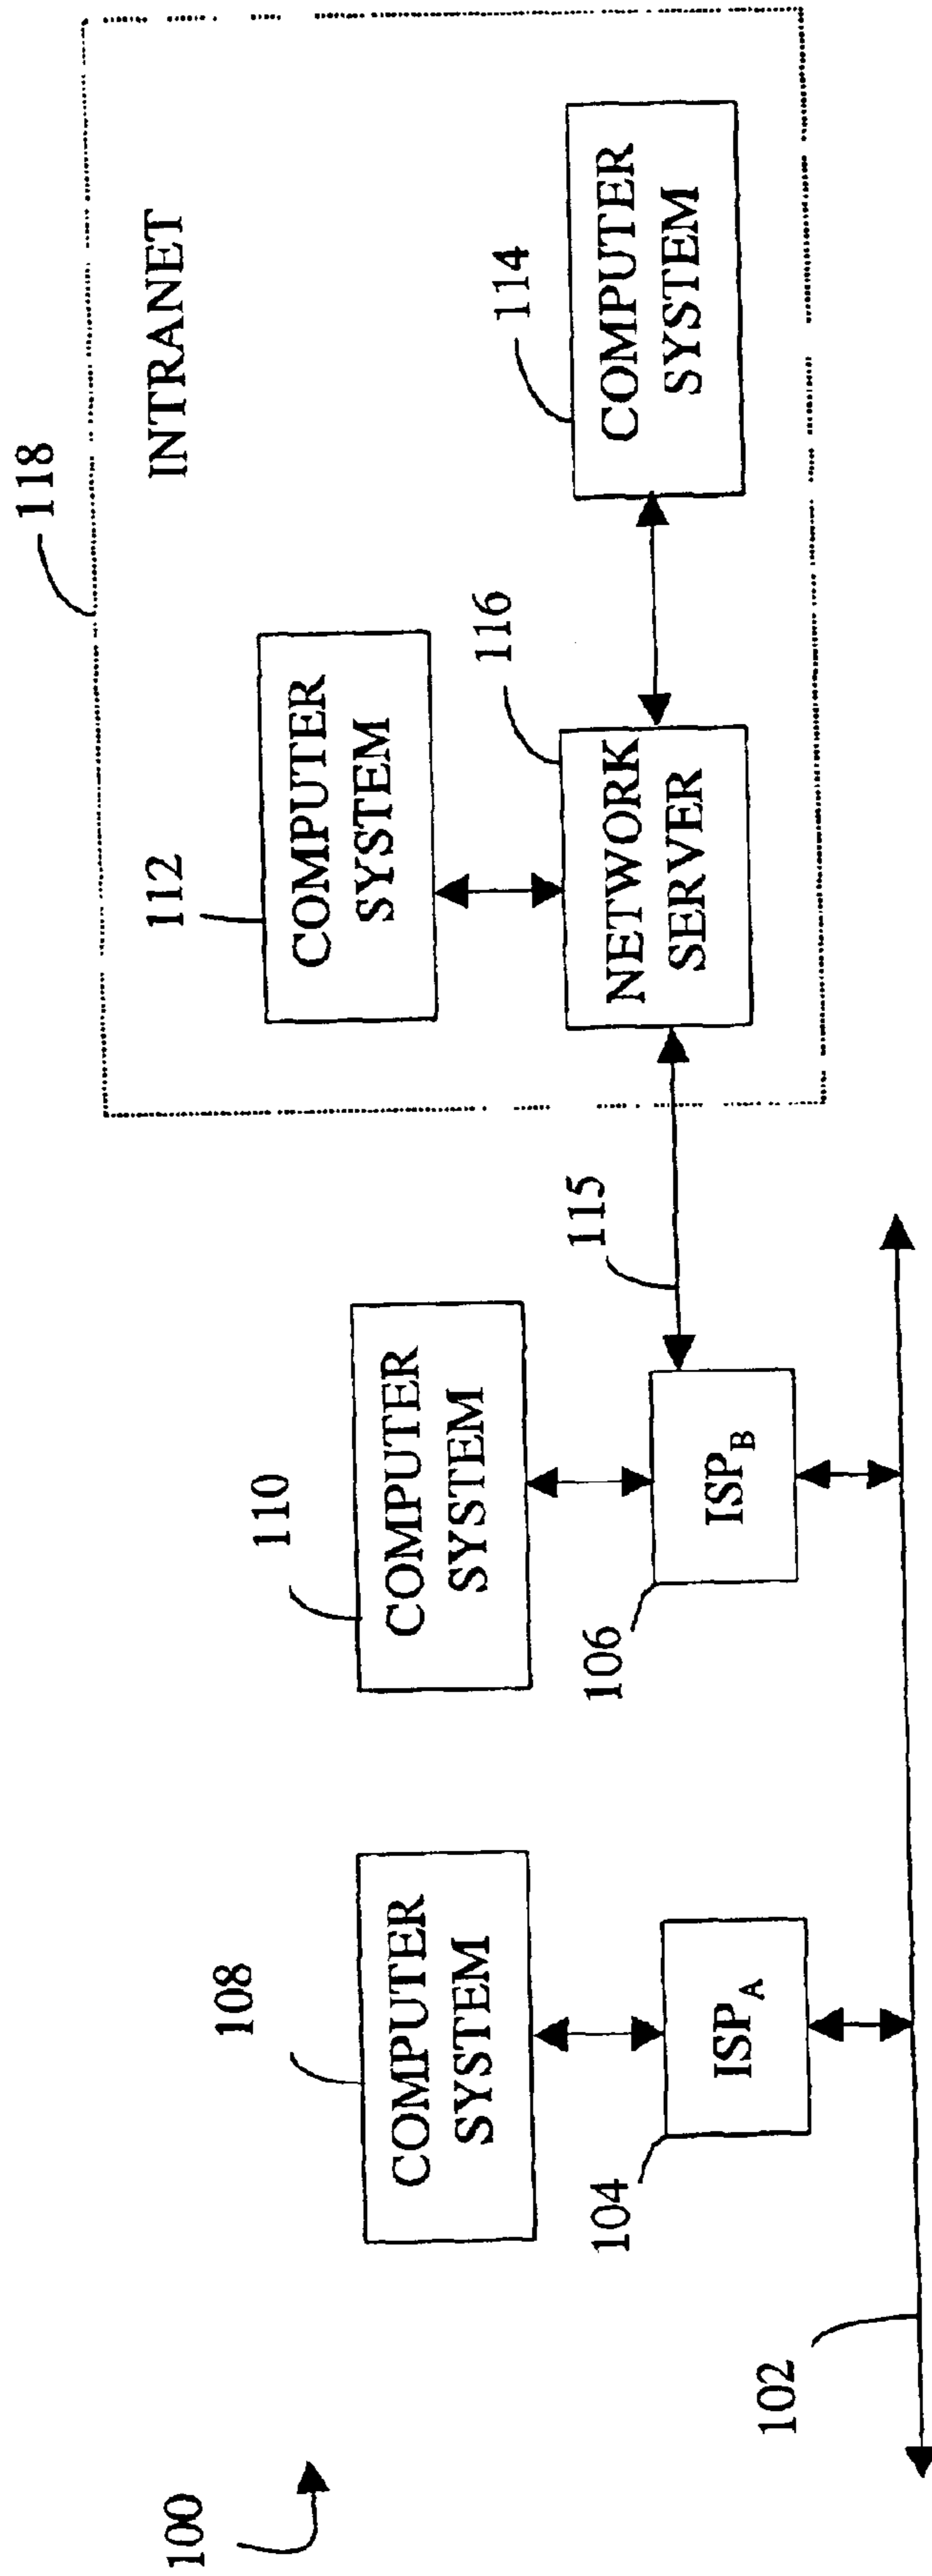 118
INTRANET
112
COMPUTER
SYSTEM
114
COMPUTER
SYSTEM
116
NETWORK
SERVER
115
110
COMPUTER
SYSTEM
106
ISP_B
108
COMPUTER
SYSTEM
104
ISP_A
102
100